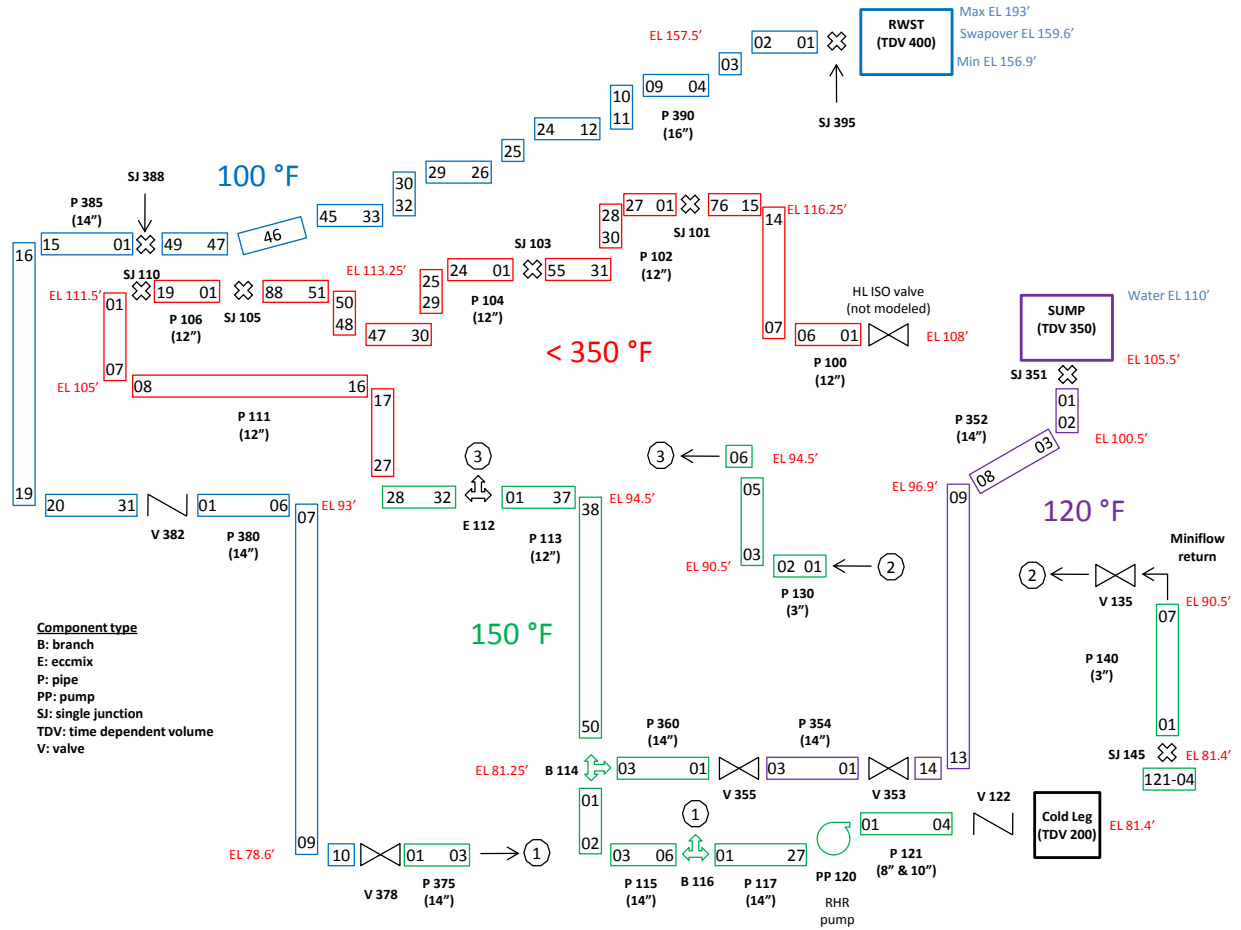 Max EL 193’
RWST
(TDV 400)
Swapover EL 159.6’
Min EL 156.9’
EL 157.5’
02 01
03
SJ 395
09 04
P 390
(16”)
10
11
24 12
25
29 26
30
32
45 33
46
49 47
100 °F
SJ 388
P 385
(14”)
15 01
16
19
SJ 110
EL 111.5’
19 01
P 106
(12”)
SJ 105
88 51
50
48
47 30
EL 113.25’
25
29
24 01
P 104
(12”)
SJ 103
55 31
28
30
27 01
P 102
(12”)
SJ 101
76 15
14
07
EL 116.25’
06 01
P 100
(12”)
HL ISO valve
(not modeled)
EL 108’
< 350 °F
01
07
EL 105’
08 16
P 111
(12”)
17
27
Water EL 110’
SUMP
(TDV 350)
EL 105.5’
SJ 351
01
02
EL 100.5’
P 352
(14”)
03
08
EL 96.9’
09
13
120 °F
3
28 32
E 112
01 37
P 113
(12”)
EL 94.5’
38
50
3
06
EL 94.5’
05
03
EL 90.5’
02 01
P 130
(3”)
2
20 31
V 382
01 06
P 380
(14”)
EL 93’
07
09
EL 78.6’
10
V 378
01 03
P 375
(14”)
1
150 °F
Miniflow
return
2
V 135
EL 90.5’
07
01
P 140
(3”)
SJ 145
EL 81.4’
121-04
Component type
B: branch
E: eccmix
P: pipe
PP: pump
SJ: single junction
TDV: time dependent volume
V: valve
EL 81.25’
B 114
P 360
(14”)
03 01
V 355
P 354
(14”)
03 01
V 353
14
01
02
03 06
P 115
(14”)
1
B 116
01 27
P 117
(14”)
PP 120
RHR
pump
01 04
P 121
(8” & 10”)
V 122
Cold Leg
(TDV 200)
EL 81.4’